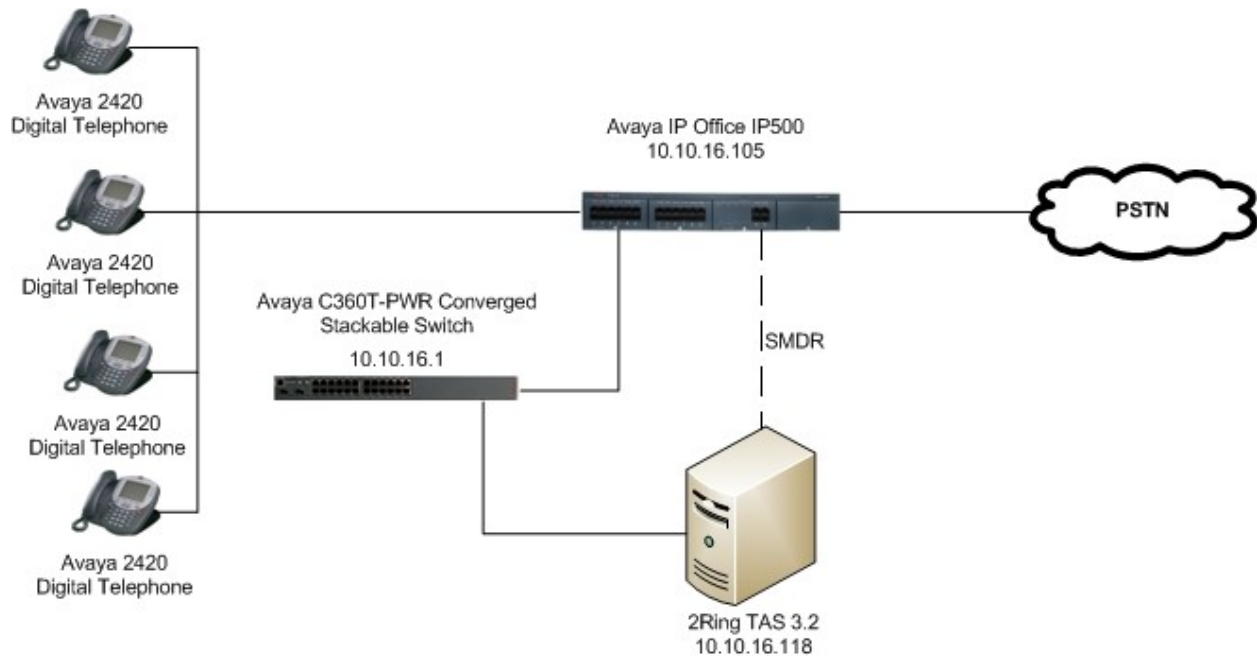 Avaya 2420
Digital Telephone
Avaya 2420
Digital Telephone
Avaya 2420
Digital Telephone
Avaya 2420
Digital Telephone
Avaya IP Office IP500
10.10.16.105
PSTN
Avaya C360T-PWR Converged
Stackable Switch
10.10.16.1
SMDR
2Ring TAS 3.2
10.10.16.118